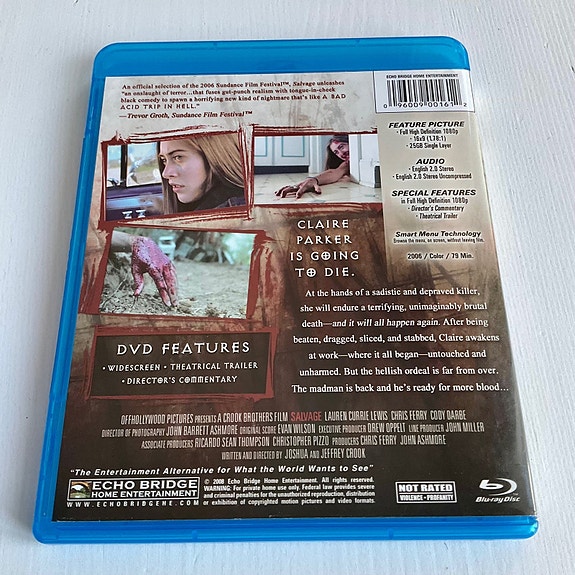 An official selection of the 2006 Sundance Film Festival™, Salvage unleashes
"an onslaught of terror...that fuses gut-punch realism with tongue-in-cheek
black comedy to spawn a horrifying new kind of nightmare that's like A BAD
ACID TRIP IN HELL."
—Trevor Groth, Sundance Film Festival™
ECHO BRIDGE HOME ENTERTAINMENT
0 96009 00161 2
FEATURE PICTURE
• Full High Definition 1080p
• 16x9 (1.78:1)
• 25GB Single Layer
AUDIO
• English 2.0 Stereo
• English 2.0 Stereo Uncompressed
SPECIAL FEATURES
in Full High Definition 1080p
• Director's Commentary
• Theatrical Trailer
Smart Menu Technology
Browse the menu, on screen, without leaving film.
2006 / Color / 79 Min.
CLAIRE
PARKER
IS GOING
TO DIE.
At the hands of a sadistic and depraved killer,
she will endure a terrifying, unimaginably brutal
death—and it will all happen again. After being
beaten, dragged, sliced, and stabbed, Claire awakens
at work—where it all began—untouched and
unharmed. But the hellish ordeal is far from over.
The madman is back and he's ready for more blood...
DVD FEATURES
• WIDESCREEN • THEATRICAL TRAILER
• DIRECTOR'S COMMENTARY
OFFHOLLYWOOD PICTURES PRESENTS A CROOK BROTHERS FILM SALVAGE LAUREN CURRIE LEWIS CHRIS FERRY CODY DARBE
DIRECTOR OF PHOTOGRAPHY JOHN BARRETT ASHMORE ORIGINAL SCORE EVAN WILSON EXECUTIVE PRODUCER DREW OPPELT LINE PRODUCER JOHN MILLER
ASSOCIATE PRODUCERS RICARDO SEAN THOMPSON CHRISTOPHER PIZZO PRODUCERS CHRIS FERRY JOHN ASHMORE
WRITTEN AND DIRECTED BY JOSHUA AND JEFFREY CROOK
"The Entertainment Alternative for What the World Wants to See"
ECHO BRIDGE
HOME ENTERTAINMENT
WWW.ECHOBRIDGEHE.COM
© 2008 Echo Bridge Home Entertainment. All rights reserved.
WARNING: For private home use only. Federal law provides severe
civil and criminal penalties for the unauthorized reproduction, distribution
or exhibition of copyrighted motion pictures and video formats.
NOT RATED
VIOLENCE • PROFANITY
Blu-ray Disc